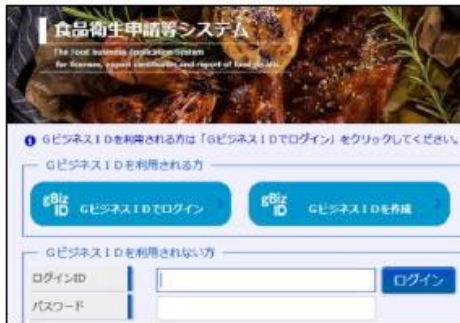 食品衛生申請等システム
The Food business Application System
for licenses, export certificates and report of food
❶ GビジネスIDを利用される方は「GビジネスIDでログイン」をクリックしてください。
GビジネスIDを利用される方
gBiz ID GビジネスIDでログイン
gBiz ID GビジネスIDを作成
GビジネスIDを利用されない方
ログインID
ログイン
パスワード